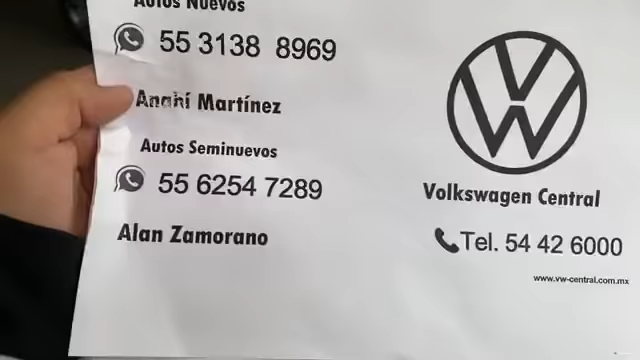 Autos Nuevos
55 3138 8969
Anahí Martínez
Autos Seminuevos
55 6254 7289
Alan Zamorano
Volkswagen Central
Tel. 54 42 6000
www.vw-central.com.mx